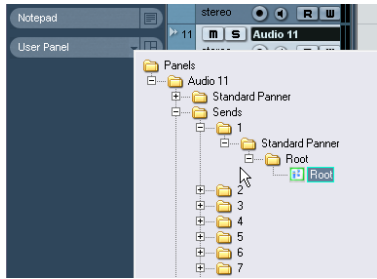 Notepad
stereo R W
User Panel
11 m S Audio 11
Panels
Audio 11
Standard Panner
Sends
1
Standard Panner
Root
Root
2
3
4
5
6
7